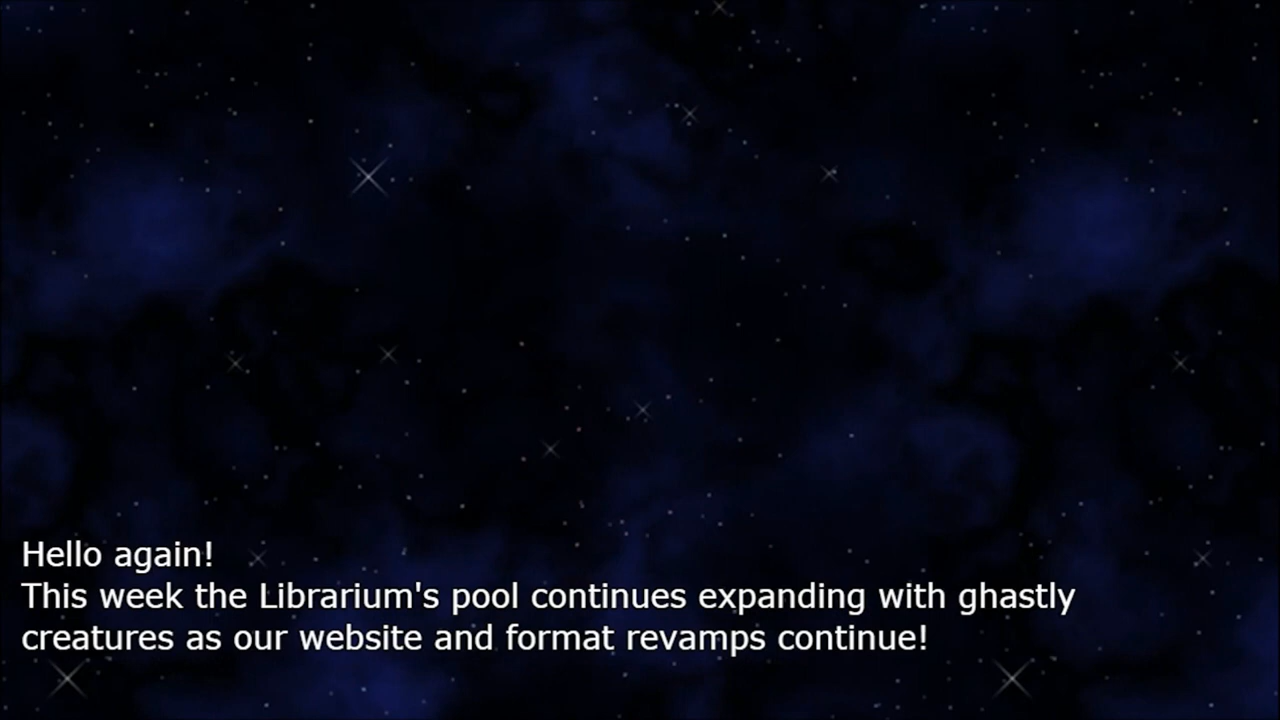 Hello again!
This week the Librarium's pool continues expanding with ghastly
creatures as our website and format revamps continue!